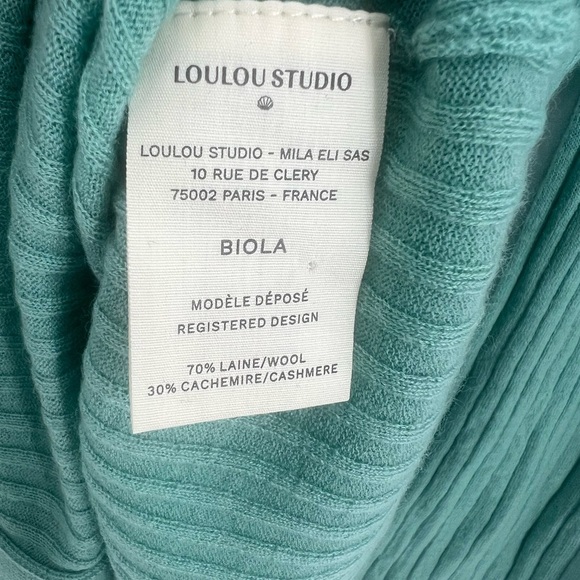 LOULOU STUDIO
LOULOU STUDIO - MILA ELI SAS
10 RUE DE CLERY
75002 PARIS - FRANCE
BIOLA
MODÈLE DÉPOSÉ
REGISTERED DESIGN
70% LAINE/WOOL
30% CACHEMIRE/CASHMERE